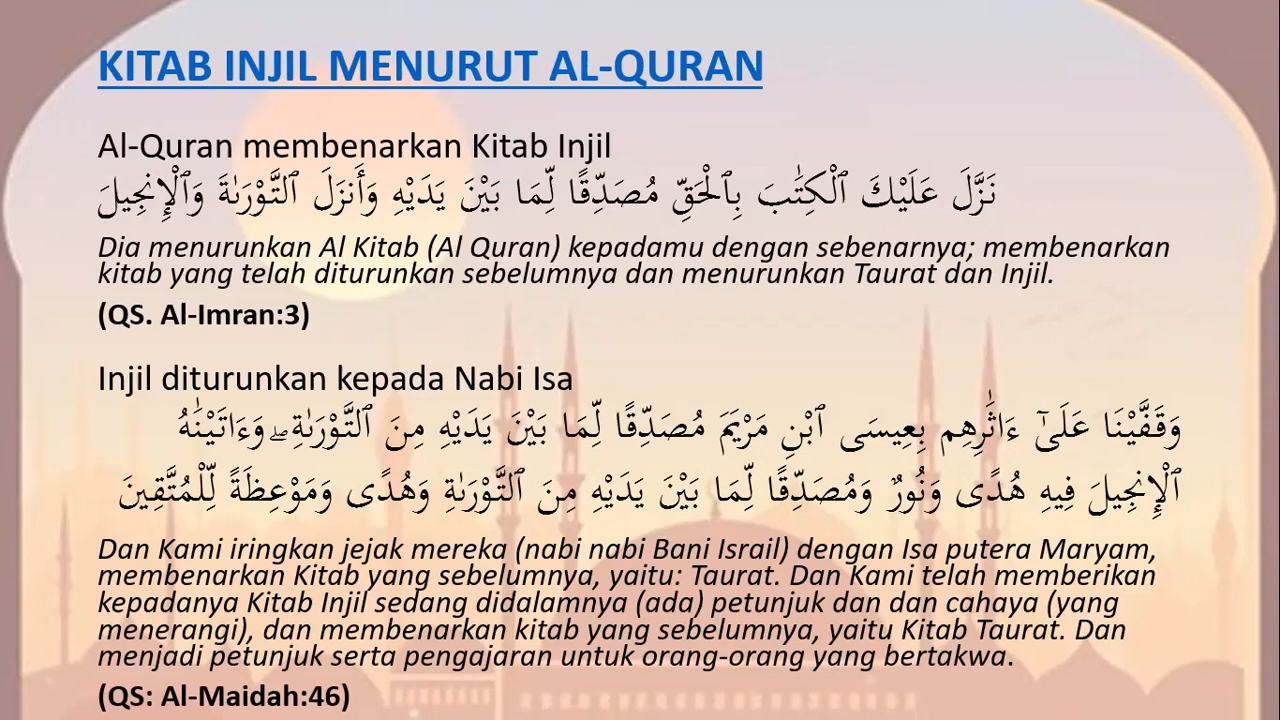 KITAB INJIL MENURUT AL-QURAN
Al-Quran membenarkan Kitab Injil
نَزَّلَ عَلَيْكَ ٱلْكِتَٰبَ بِٱلْحَقِّ مُصَدِّقًا لِّمَا بَيْنَ يَدَيْهِ وَأَنزَلَ ٱلتَّوْرَىٰةَ وَٱلْإِنجِيلَ
Dia menurunkan Al Kitab (Al Quran) kepadamu dengan sebenarnya; membenarkan
kitab yang telah diturunkan sebelumnya dan menurunkan Taurat dan Injil.
(QS. Al-Imran:3)
Injil diturunkan kepada Nabi Isa
وَقَفَّيْنَا عَلَىٰٓ ءَاثَٰرِهِم بِعِيسَى ٱبْنِ مَرْيَمَ مُصَدِّقًا لِّمَا بَيْنَ يَدَيْهِ مِنَ ٱلتَّوْرَىٰةِ ۖ وَءَاتَيْنَٰهُ
ٱلْإِنجِيلَ فِيهِ هُدًى وَنُورٌ وَمُصَدِّقًا لِّمَا بَيْنَ يَدَيْهِ مِنَ ٱلتَّوْرَىٰةِ وَهُدًى وَمَوْعِظَةً لِّلْمُتَّقِينَ
Dan Kami iringkan jejak mereka (nabi nabi Bani Israil) dengan Isa putera Maryam,
membenarkan Kitab yang sebelumnya, yaitu: Taurat. Dan Kami telah memberikan
kepadanya Kitab Injil sedang didalamnya (ada) petunjuk dan dan cahaya (yang
menerangi), dan membenarkan kitab yang sebelumnya, yaitu Kitab Taurat. Dan
menjadi petunjuk serta pengajaran untuk orang-orang yang bertakwa.
(QS: Al-Maidah:46)